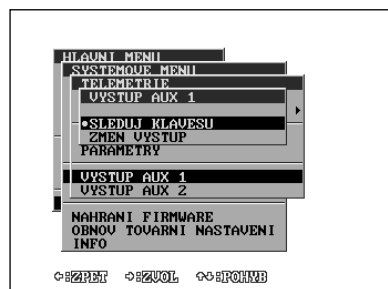 HLAVNI MENU
SYSTEMOVE MENU
TELEMETRIE
VYSTUP AUX 1
SLEDUJ KLAVESU
ZMEN VYSTUP
PARAMETRY
VYSTUP AUX 1
VYSTUP AUX 2
NAHRANI FIRMWARE
OBNOV TOVARNI NASTAVENI
INFO
:ZPET :ZVOL :POHYB